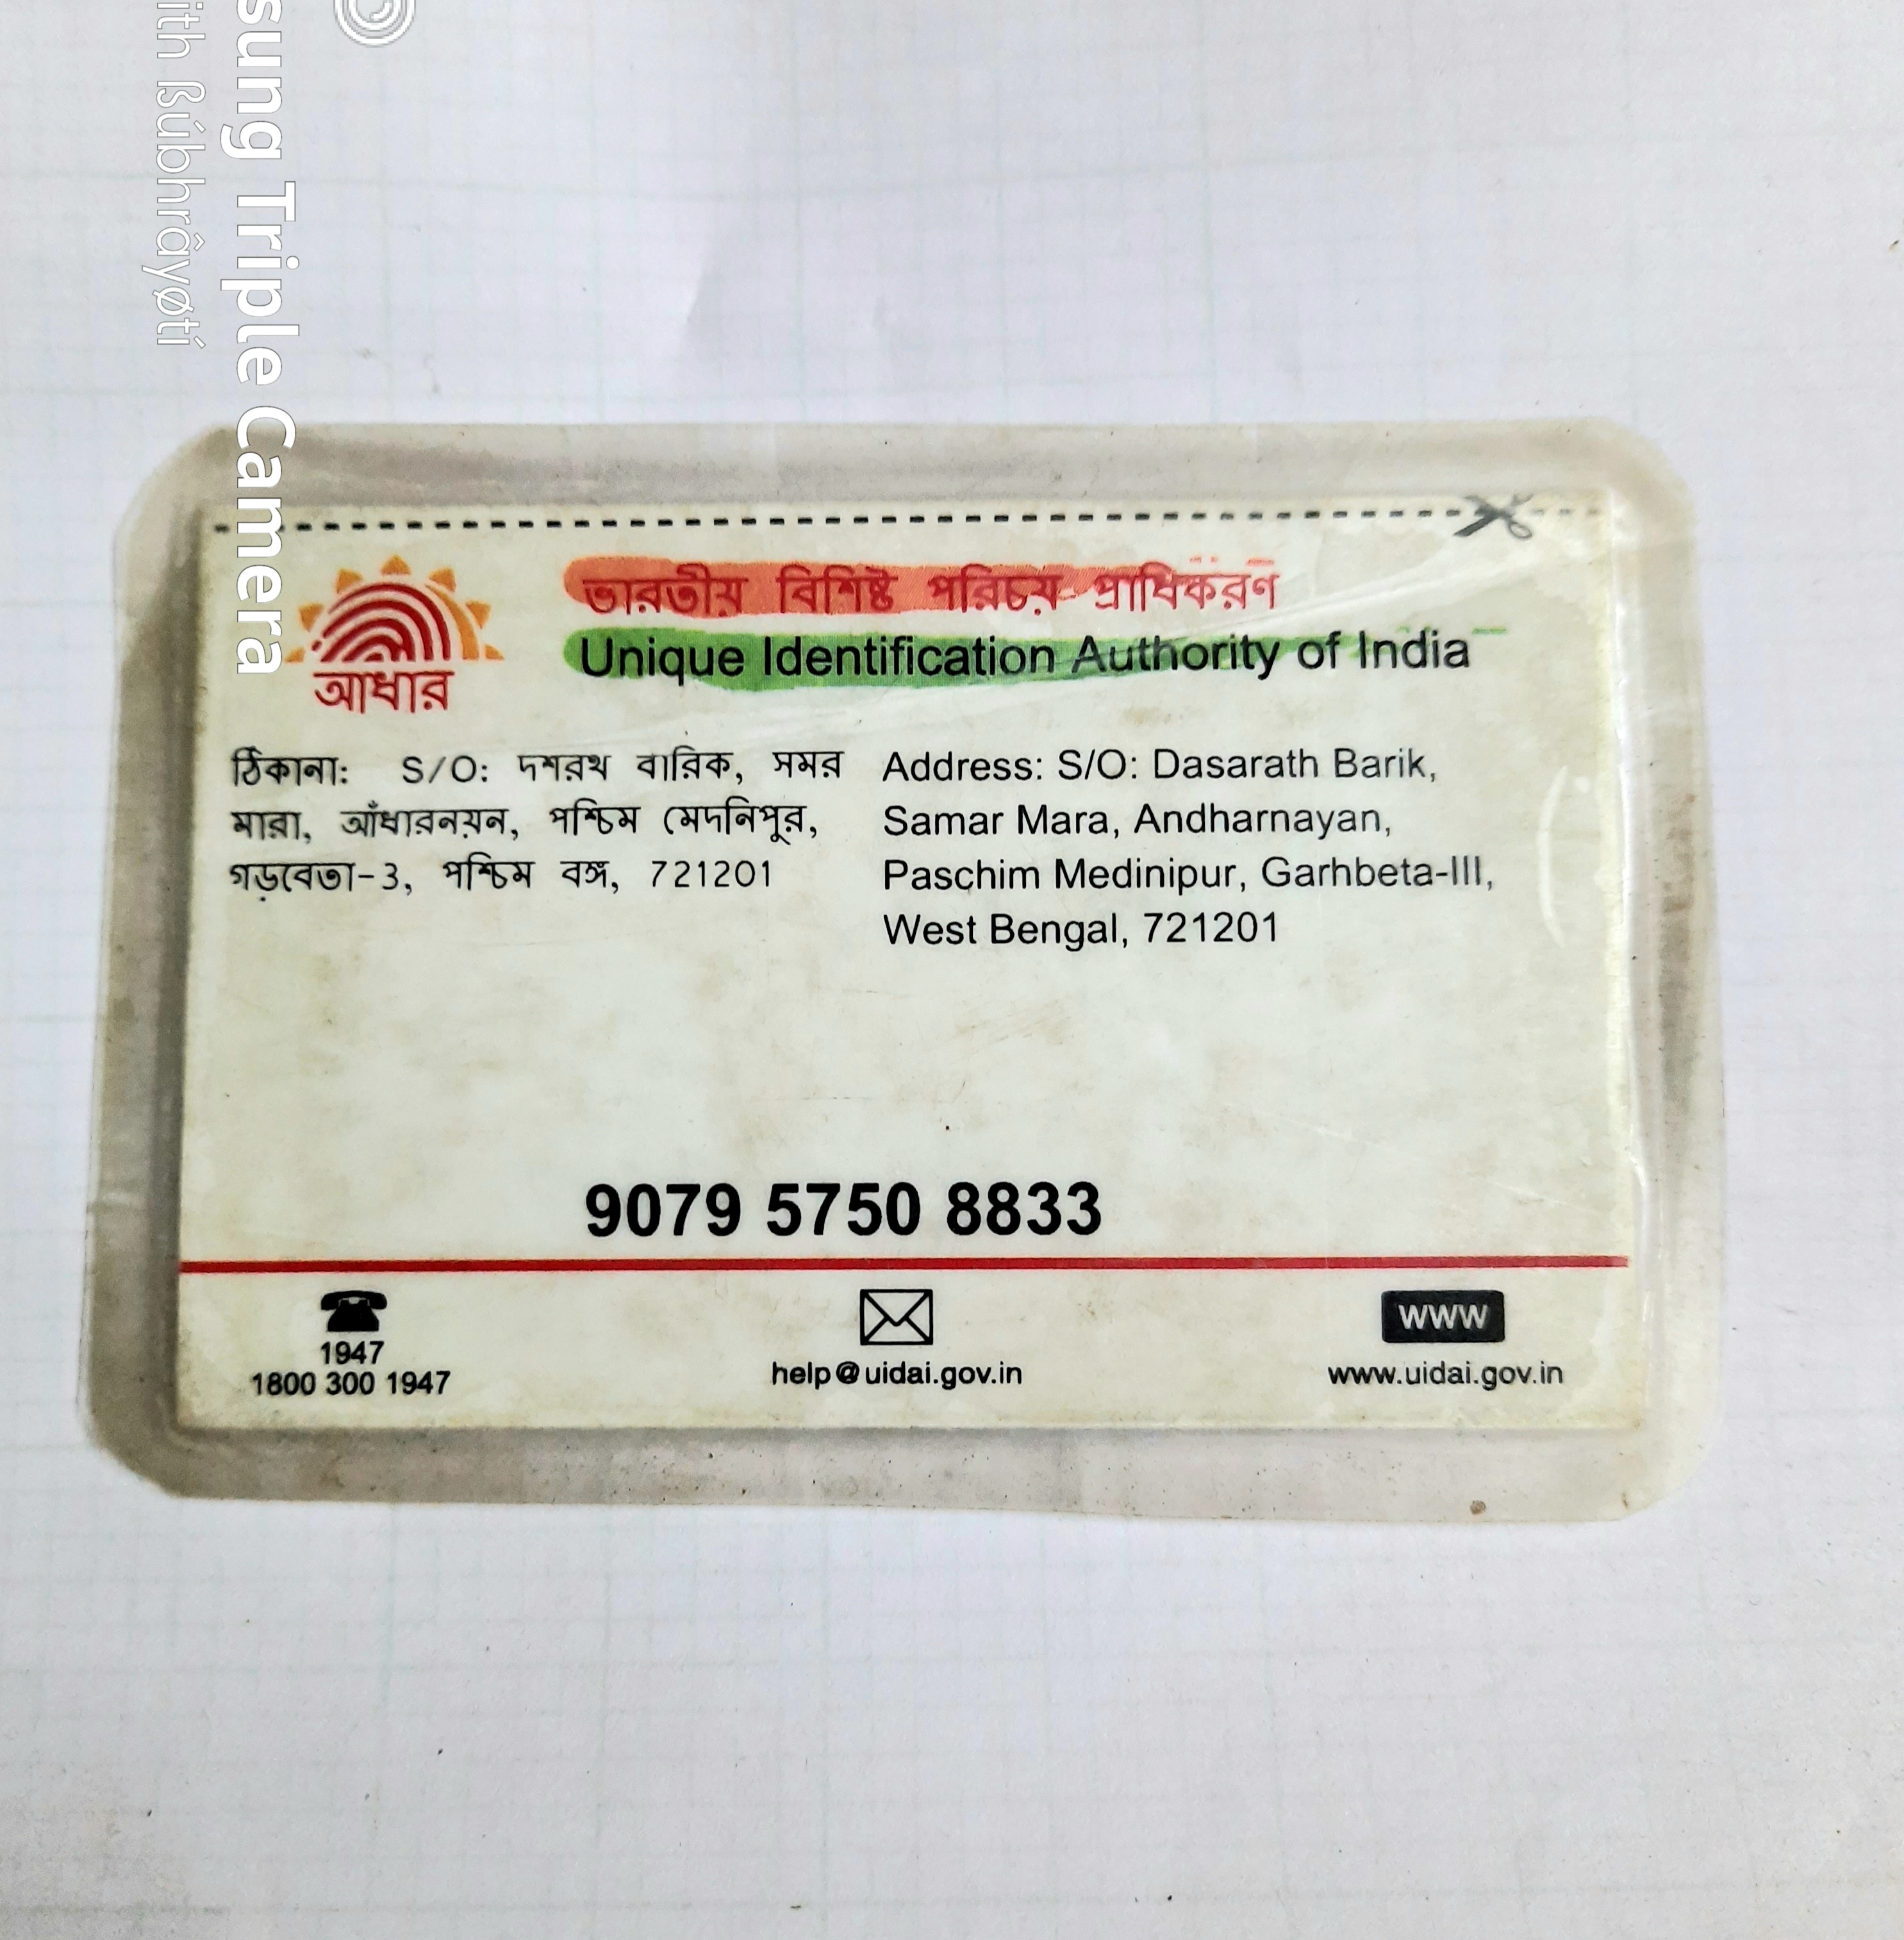 sung Triple Camera
ith ßúbhrâyøtí
ভারতীয় বিশিষ্ট পরিচয় প্রাধিকরণ
Unique Identification Authority of India
আধার
ঠিকানা: S/O: দশরথ বারিক, সমর
মারা, আঁধারনয়ন, পশ্চিম মেদনিপুর,
গড়বেতা-3, পশ্চিম বঙ্গ, 721201
Address: S/O: Dasarath Barik,
Samar Mara, Andharnayan,
Paschim Medinipur, Garhbeta-III,
West Bengal, 721201
9079 5750 8833
1947
1800 300 1947
help@uidai.gov.in
www
www.uidai.gov.in